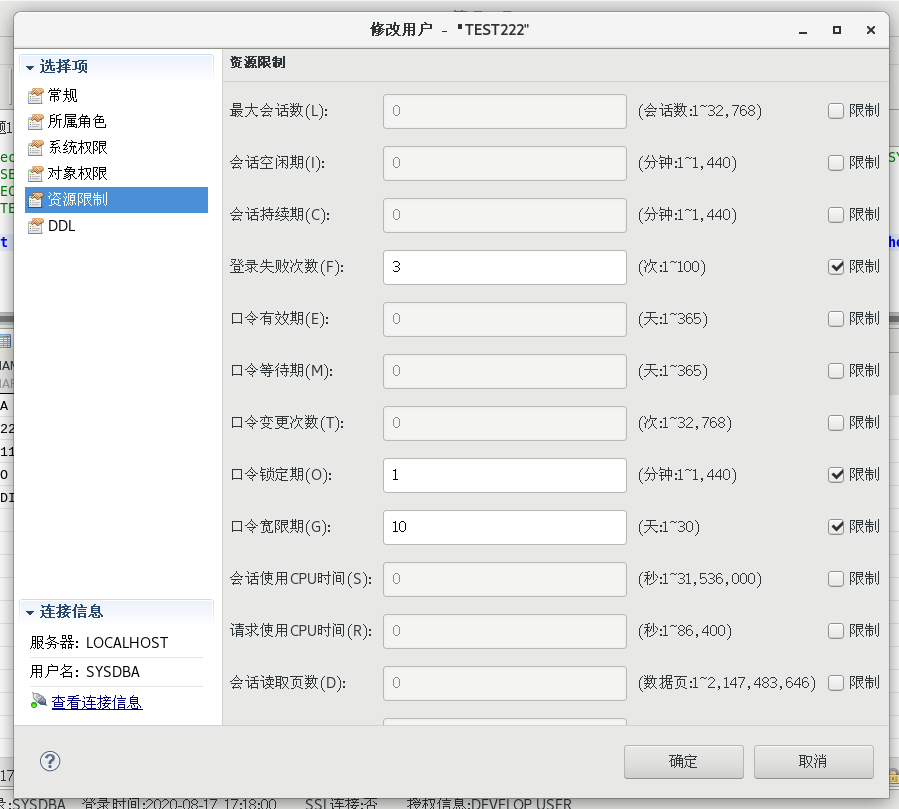 修改用户 - "TEST222"
选择项
常规
所属角色
系统权限
对象权限
资源限制
DDL
资源限制
最大会话数(L): 0 (会话数:1~32,768) 限制
会话空闲期(I): 0 (分钟:1~1,440) 限制
会话持续期(C): 0 (分钟:1~1,440) 限制
登录失败次数(F): 3 (次:1~100) 限制
口令有效期(E): 0 (天:1~365) 限制
口令等待期(M): 0 (天:1~365) 限制
口令变更次数(T): 0 (次:1~32,768) 限制
口令锁定期(O): 1 (分钟:1~1,440) 限制
口令宽限期(G): 10 (天:1~30) 限制
会话使用CPU时间(S): 0 (秒:1~31,536,000) 限制
请求使用CPU时间(R): 0 (秒:1~86,400) 限制
会话读取页数(D): 0 (数据页:1~2,147,483,646) 限制
连接信息
服务器: LOCALHOST
用户名: SYSDBA
查看连接信息
确定 取消
录:SYSDBA 登录时间:2020-08-17 17:18:00 SSL连接:否 授权信息:DEVELOP USER